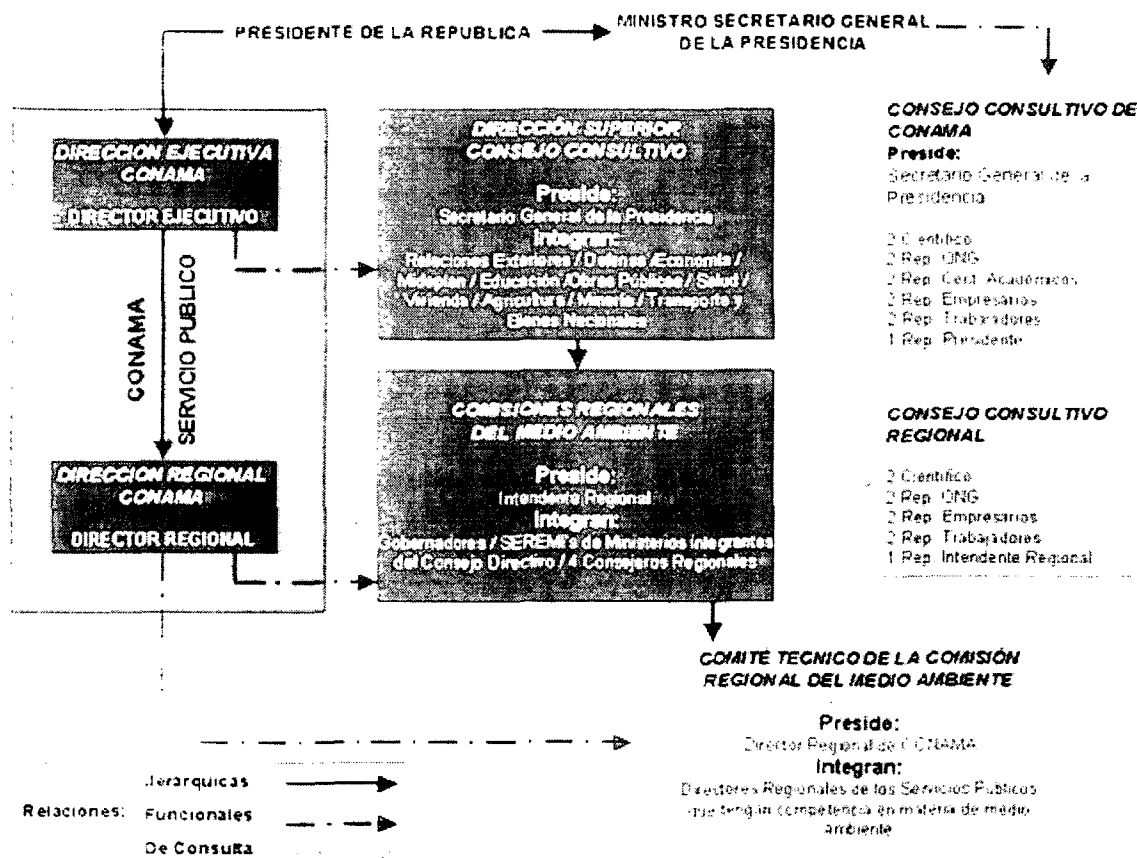 PRESIDENTE DE LA REPUBLICA
MINISTRO SECRETARIO GENERAL
DE LA PRESIDENCIA
DIRECCION EJECUTIVA
CONAMA
DIRECTOR EJECUTIVO
CONAMA
SERVICIO PUBLICO
DIRECCION REGIONAL
CONAMA
DIRECTOR REGIONAL
DIRECCIÓN SUPERIOR
CONSEJO CONSULTIVO
Preside:
Secretario General de la Presidencia
Integran:
Relaciones Exteriores / Defensa /Economía /
Mideplan / Educación /Obras Públicas / Salud /
Vivienda / Agricultura / Minería / Transporte y
Bienes Nacionales
COMISIONES REGIONALES
DEL MEDIO AMBIENTE
Preside:
Intendente Regional
Integran:
Gobernadores / SEREMI's de Ministerios integrantes
del Consejo Directivo / 4 Consejeros Regionales
CONSEJO CONSULTIVO DE
CONAMA
Preside:
Secretario General de la
Presidencia
2 Científico
2 Rep. ONG
2 Rep. Cent. Académicos
2 Rep. Empresarios
2 Rep. Trabajadores
1 Rep. Presidente
CONSEJO CONSULTIVO
REGIONAL
2 Científico
2 Rep. ONG
2 Rep. Empresarios
2 Rep. Trabajadores
1 Rep. Intendente Regional
COMITÉ TECNICO DE LA COMISIÓN
REGIONAL DEL MEDIO AMBIENTE
Preside:
Director Regional de CONAMA
Integran:
Directores Regionales de los Servicios Públicos
que tengan competencia en materia de medio
ambiente
Relaciones:
Jerárquicas
Funcionales
De Consulta